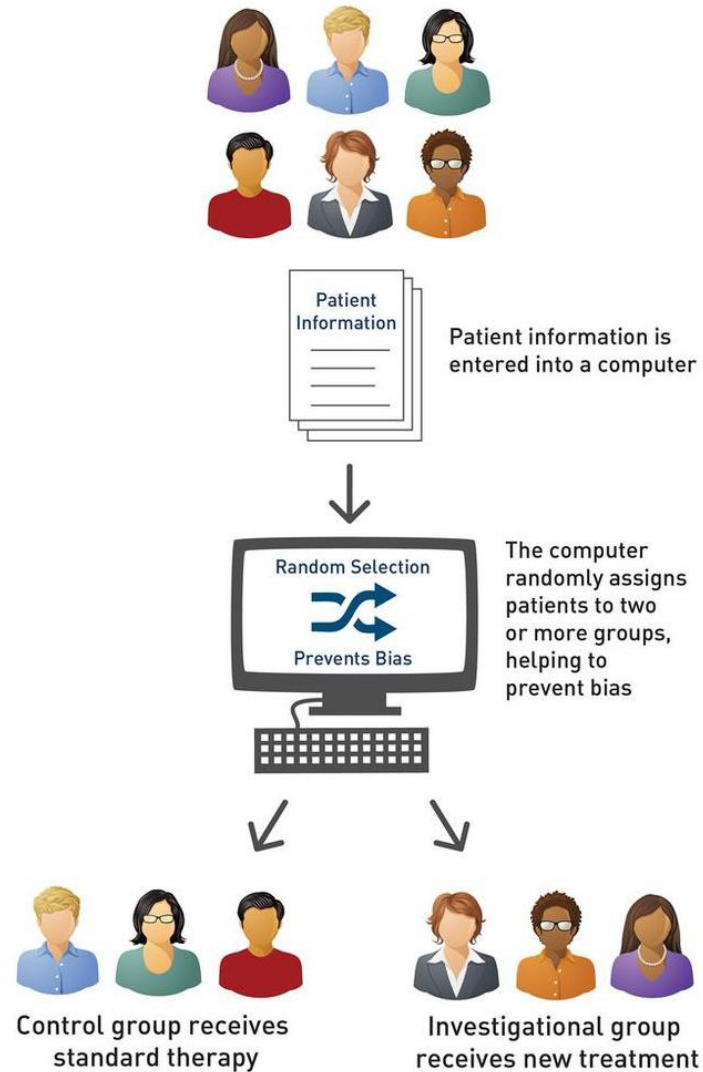 Patient
Information
Patient information is
entered into a computer
Random Selection
Prevents Bias
The computer
randomly assigns
patients to two
or more groups,
helping to
prevent bias
Control group receives
standard therapy
Investigational group
receives new treatment